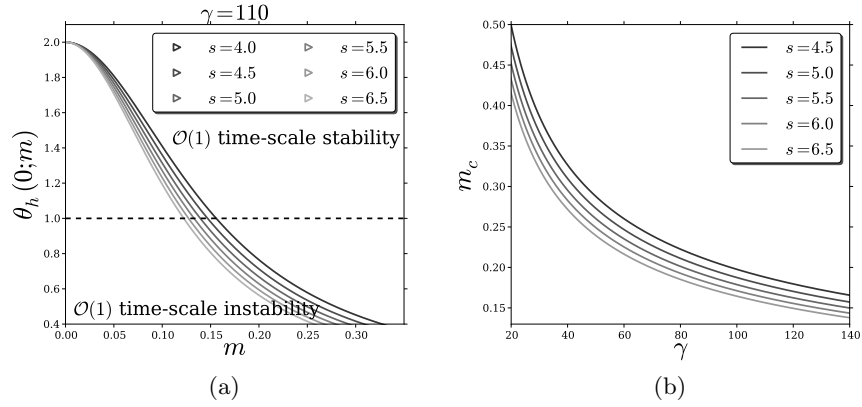 γ=110
θ_h(0;m)
2.0
1.8
1.6
1.4
1.2
1.0
0.8
0.6
0.4
s=4.0 s=5.5
s=4.5 s=6.0
s=5.0 s=6.5
𝒪(1) time-scale stability
𝒪(1) time-scale instability
0.00 0.05 0.10 0.15 0.20 0.25 0.30
m
(a)
m_c
0.50
0.45
0.40
0.35
0.30
0.25
0.20
0.15
s=4.5
s=5.0
s=5.5
s=6.0
s=6.5
20 40 60 80 100 120 140
γ
(b)